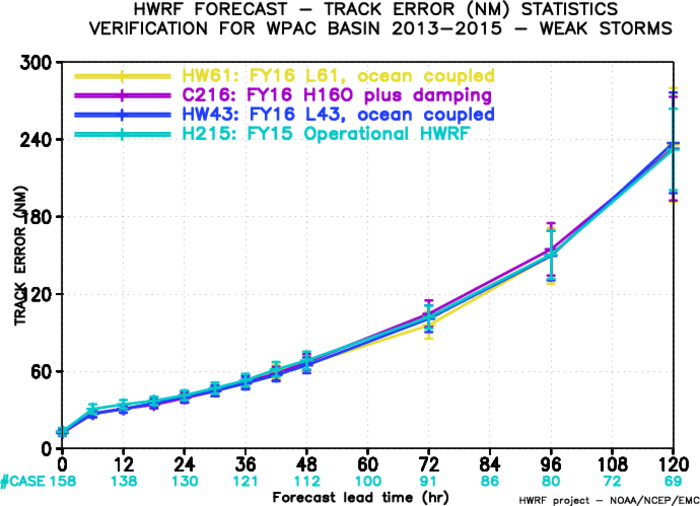 HWRF FORECAST – TRACK ERROR (NM) STATISTICS
VERIFICATION FOR WPAC BASIN 2013–2015 – WEAK STORMS
HW61: FY16 L61, ocean coupled
C216: FY16 H160 plus damping
HW43: FY16 L43, ocean coupled
H215: FY15 Operational HWRF
TRACK ERROR (NM)
300
240
180
120
60
0
0 12 24 36 48 60 72 84 96 108 120
#CASE 158 138 130 121 112 100 91 86 80 72 69
Forecast lead time (hr)
HWRF project – NOAA/NCEP/EMC